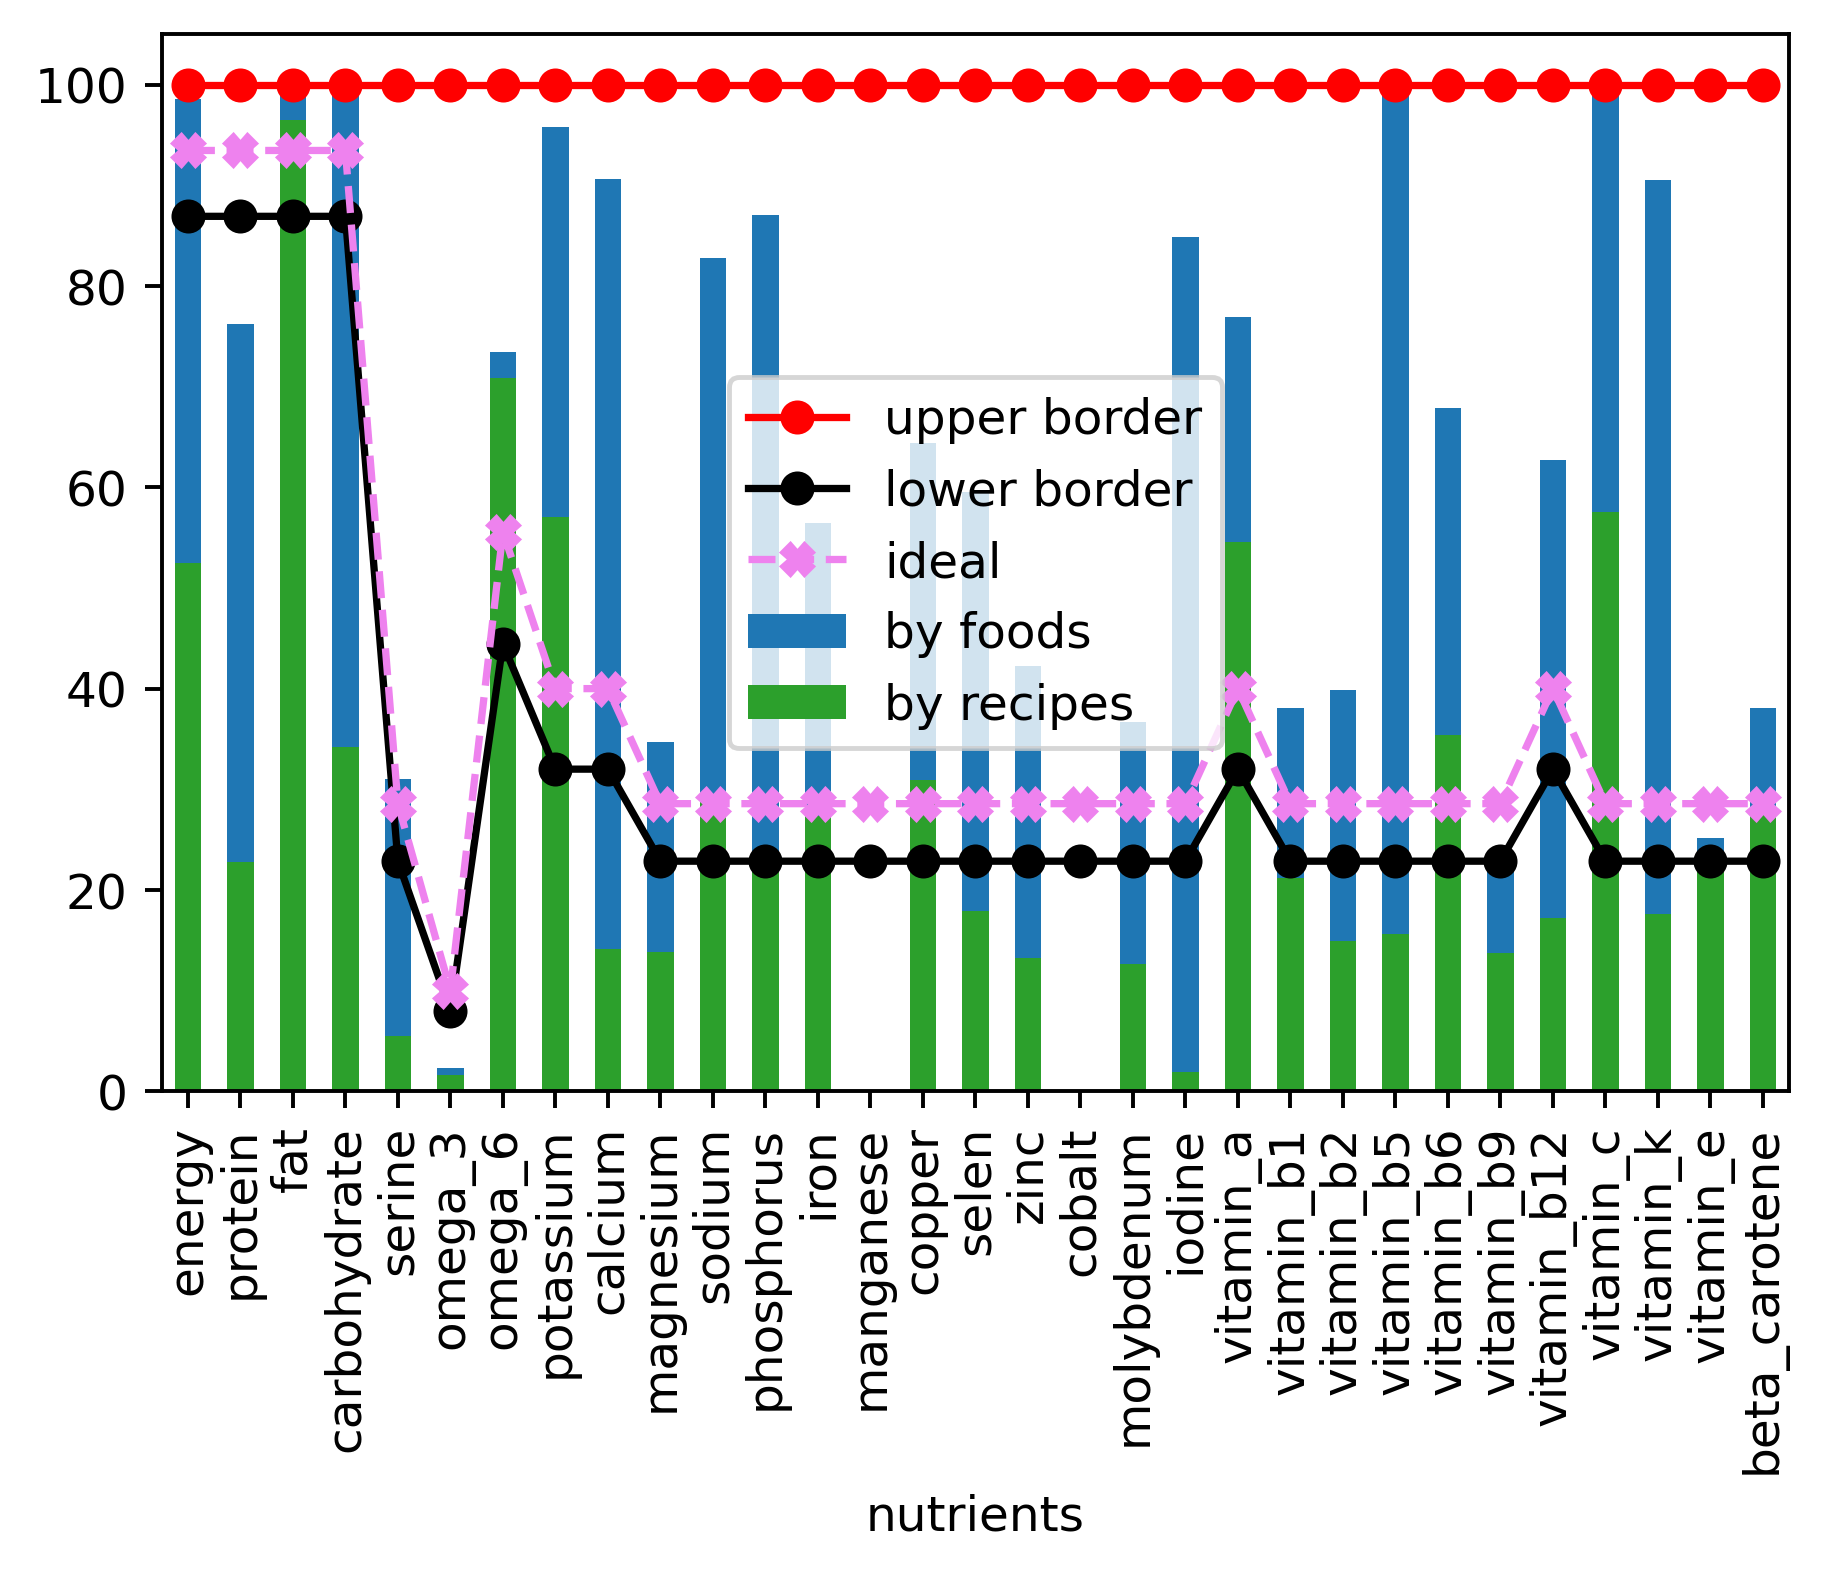 100
80
60
40
20
0
upper border
lower border
ideal
by foods
by recipes
energy
protein
fat
carbohydrate
serine
omega_3
omega_6
potassium
calcium
magnesium
sodium
phosphorus
iron
manganese
copper
selen
zinc
cobalt
molybdenum
iodine
vitamin_a
vitamin_b1
vitamin_b2
vitamin_b5
vitamin_b6
vitamin_b9
vitamin_b12
vitamin_c
vitamin_k
vitamin_e
beta_carotene
nutrients